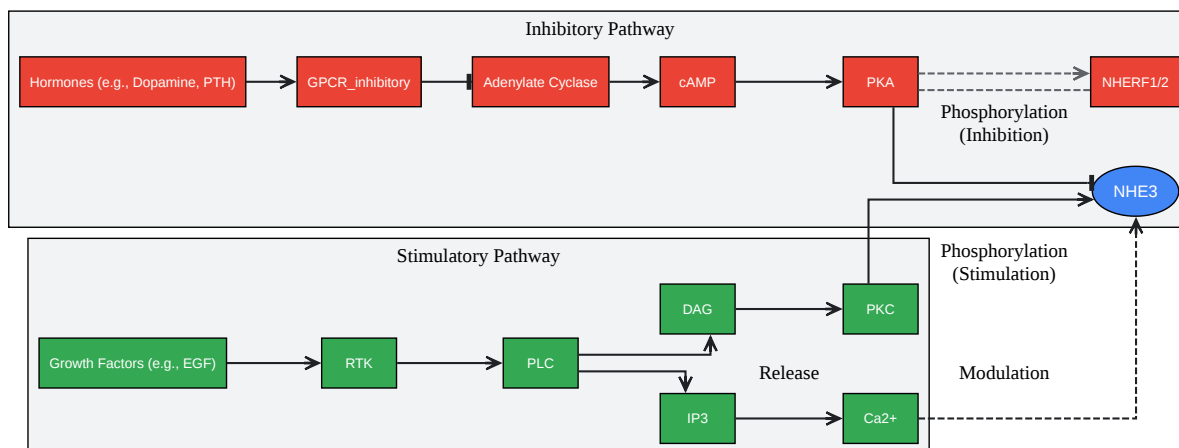 Inhibitory Pathway
Hormones (e.g., Dopamine, PTH)
GPCR_inhibitory
Adenylate Cyclase
cAMP
PKA
NHERF1/2
Phosphorylation
(Inhibition)
NHE3
Stimulatory Pathway
Phosphorylation
(Stimulation)
DAG
PKC
Growth Factors (e.g., EGF)
RTK
PLC
Release
Modulation
IP3
Ca2+